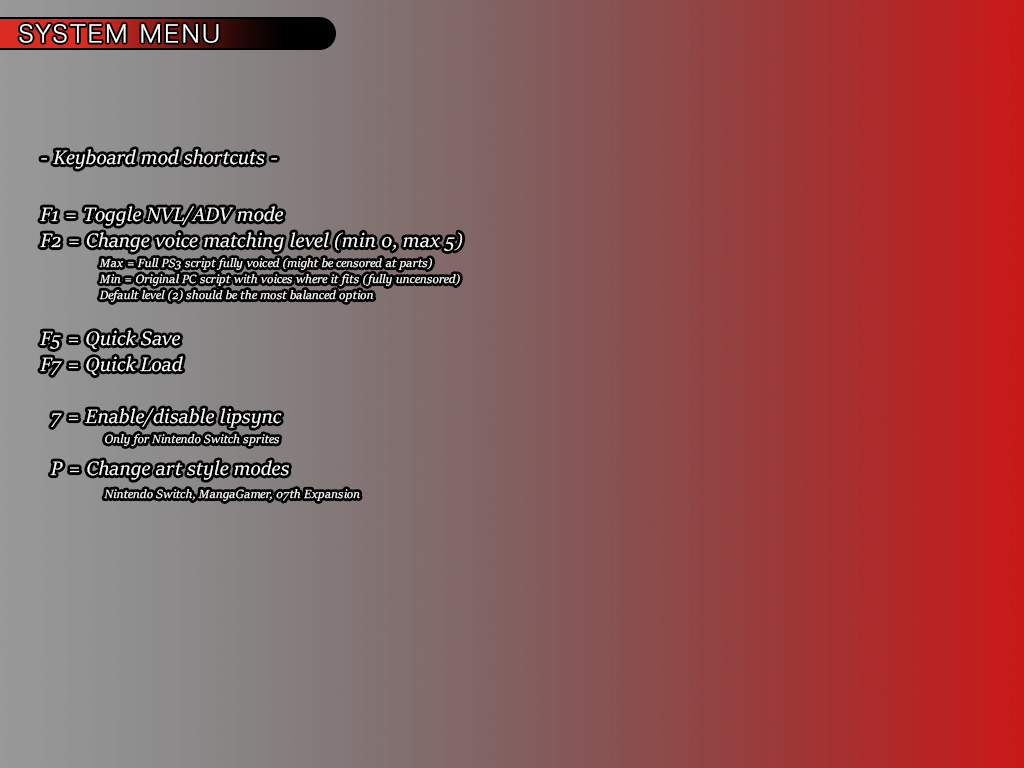 SYSTEM MENU
- Keyboard mod shortcuts -
F1 = Toggle NVL/ADV mode
F2 = Change voice matching level (min 0, max 5)
Max = Full PS3 script fully voiced (might be censored at parts)
Min = Original PC script with voices where it fits (fully uncensored)
Default level (2) should be the most balanced option
F5 = Quick Save
F7 = Quick Load
7 = Enable/disable lipsync
Only for Nintendo Switch sprites
P = Change art style modes
Nintendo Switch, MangaGamer, 07th Expansion